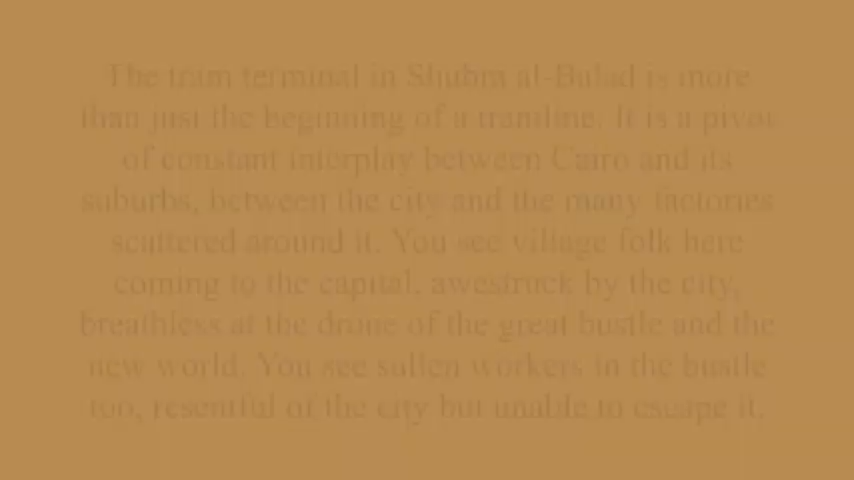 The tram terminal in Shubra al-Balad is more
than just the beginning of a tramline. It is a pivot
of constant interplay between Cairo and its
suburbs, between the city and the many factories
scattered around it. You see village folk here
coming to the capital, awestruck by the city,
breathless at the drone of the great bustle and the
new world. You see sullen workers in the bustle
too, resentful of the city but unable to escape it.